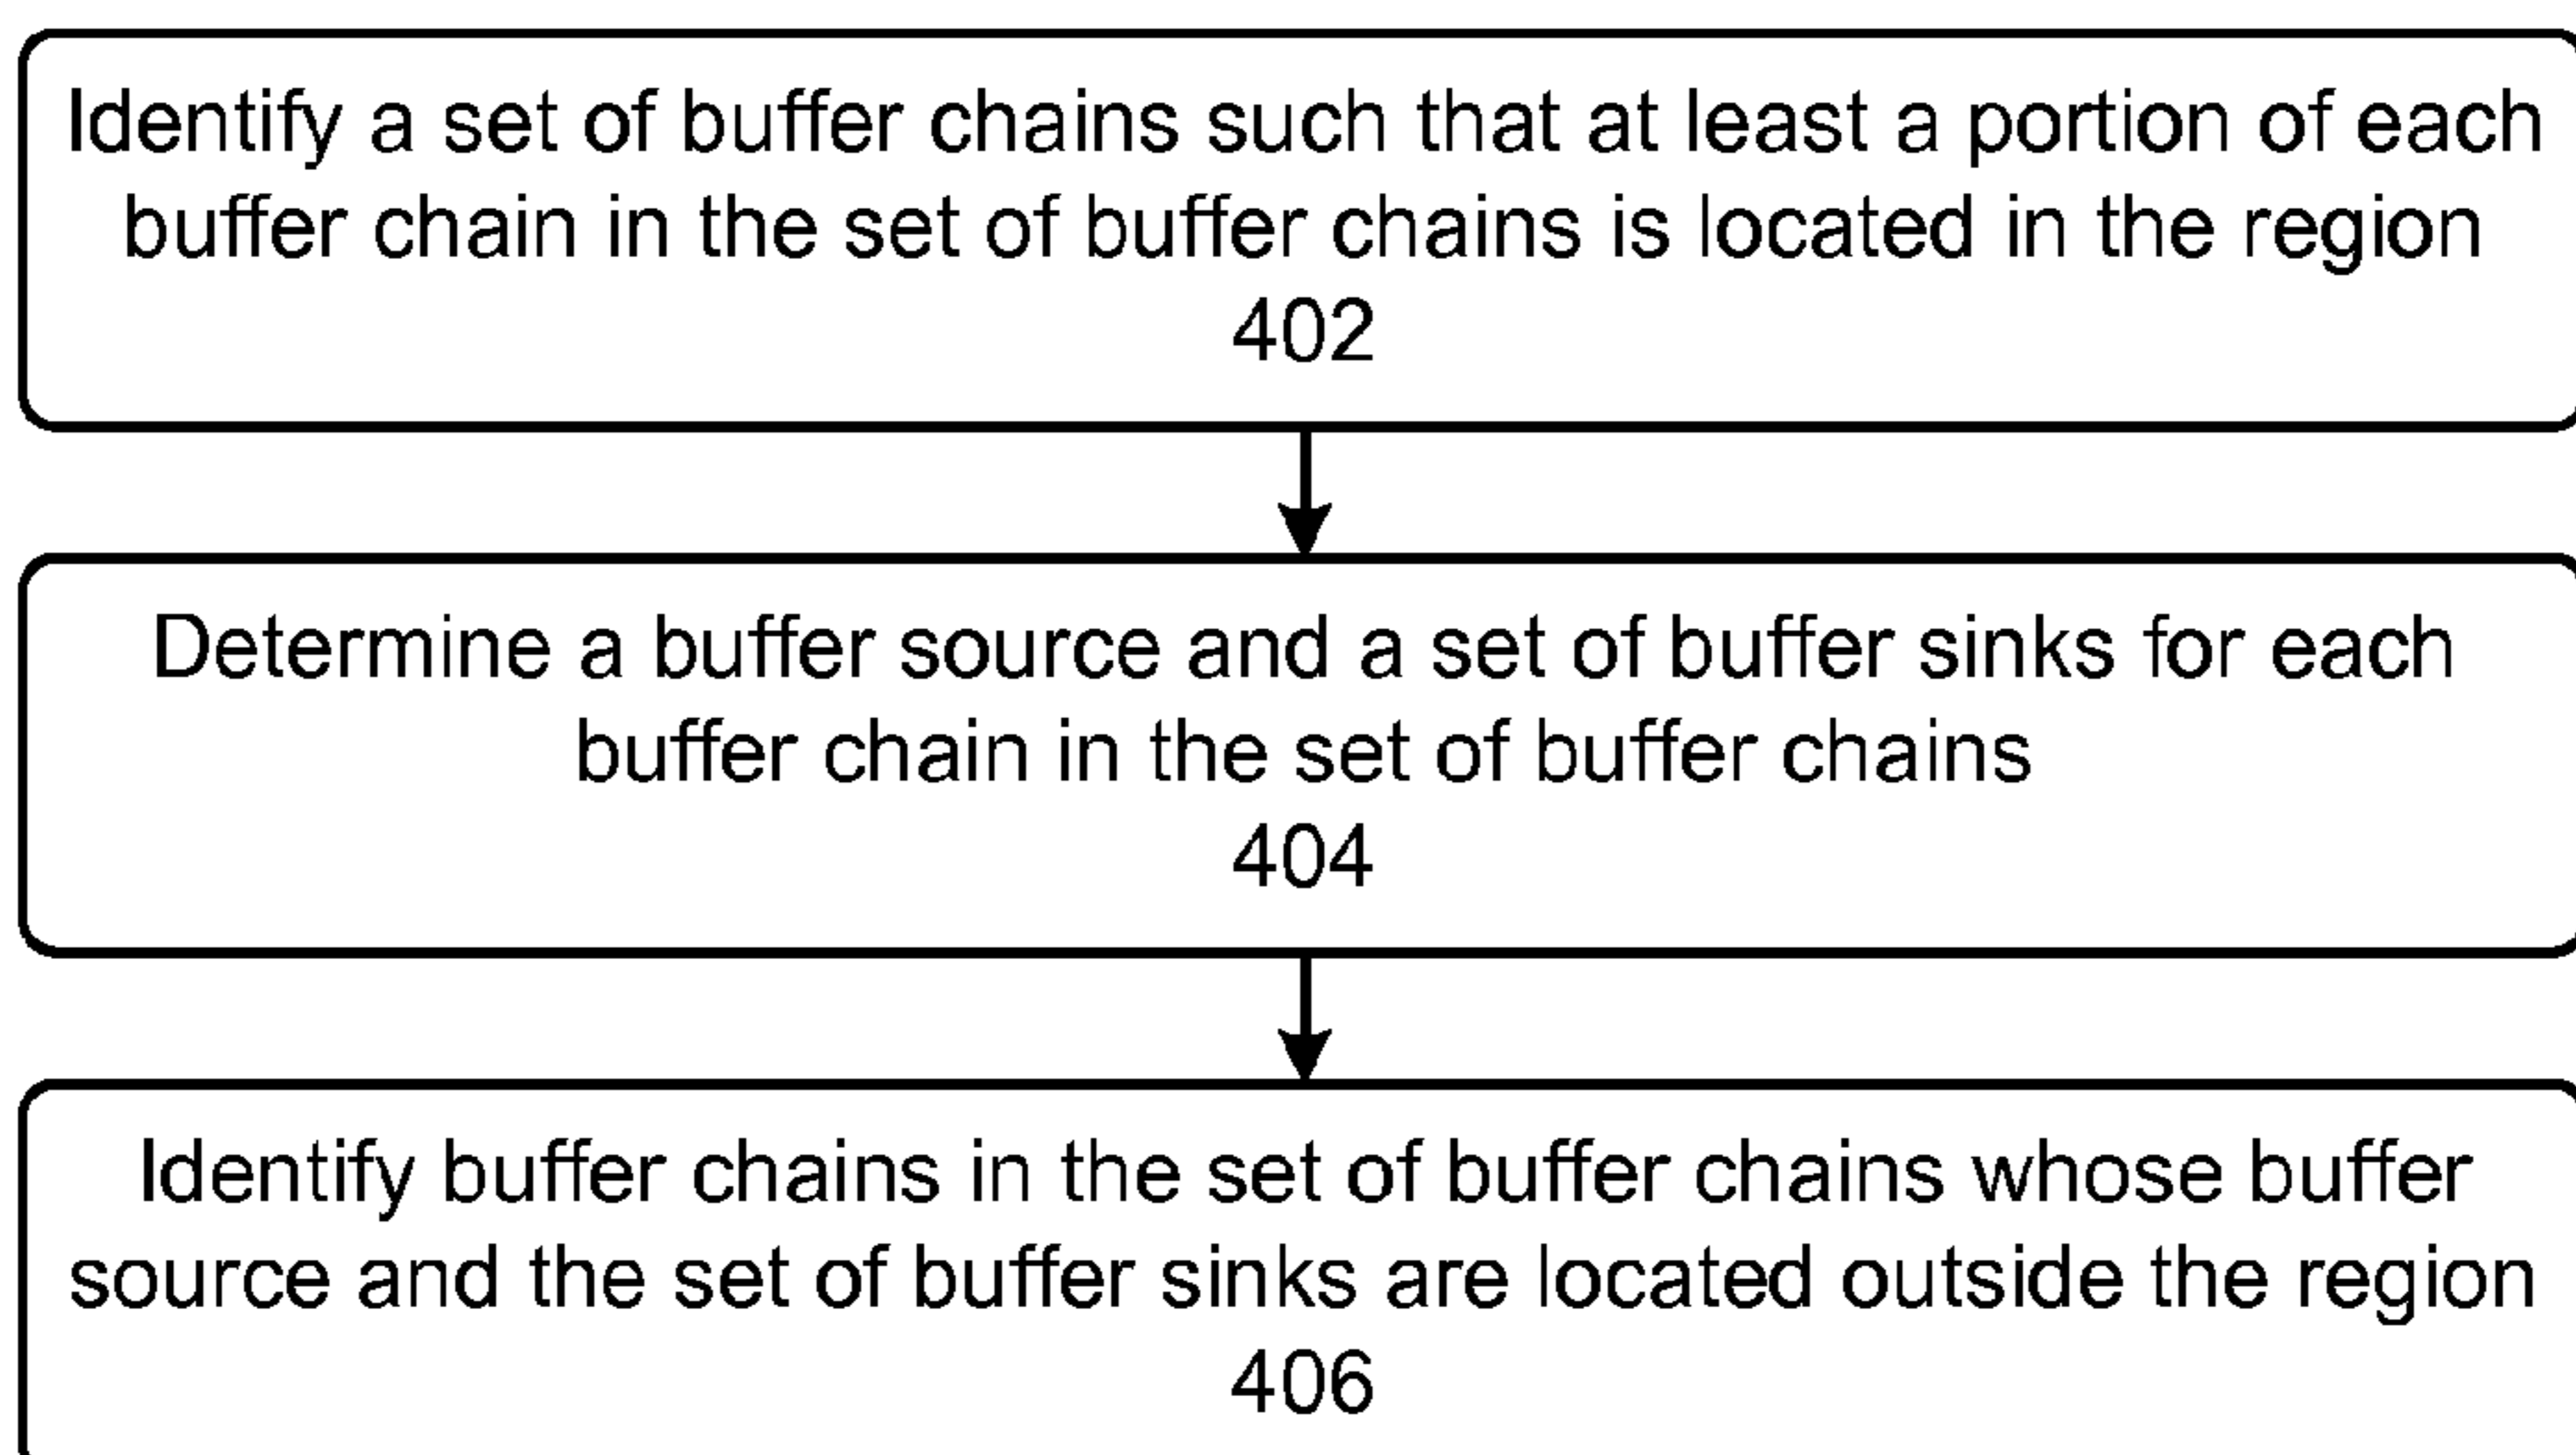 Identify a set of buffer chains such that at least a portion of each
buffer chain in the set of buffer chains is located in the region
402
Determine a buffer source and a set of buffer sinks for each
buffer chain in the set of buffer chains
404
Identify buffer chains in the set of buffer chains whose buffer
source and the set of buffer sinks are located outside the region
406